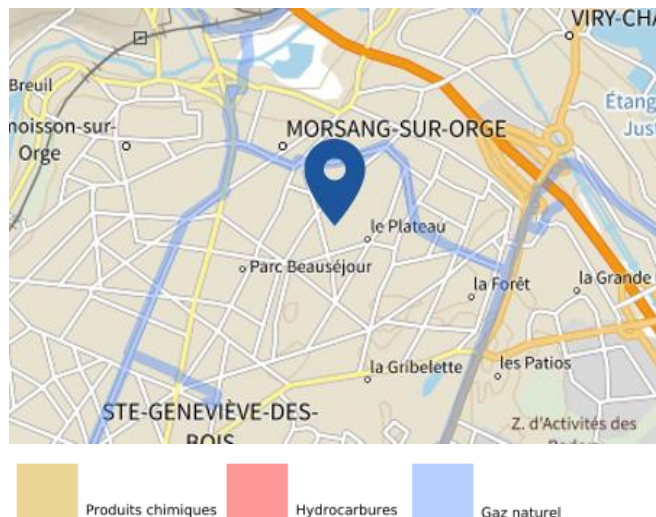 VIRY-CHA
Breuil
Étang
Just
moisson-sur-
Orge
MORSANG-SUR-ORGE
le Plateau
Parc Beauséjour
la Forêt
la Grande
la Gribelette
les Patios
STE-GENEVIÈVE-DES-
BOIS
Z. d'Activités des
Produits chimiques
Hydrocarbures
Gaz naturel